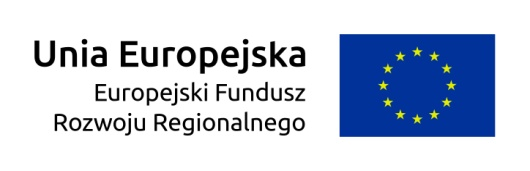 Unia Europejska
Europejski Fundusz
Rozwoju Regionalnego